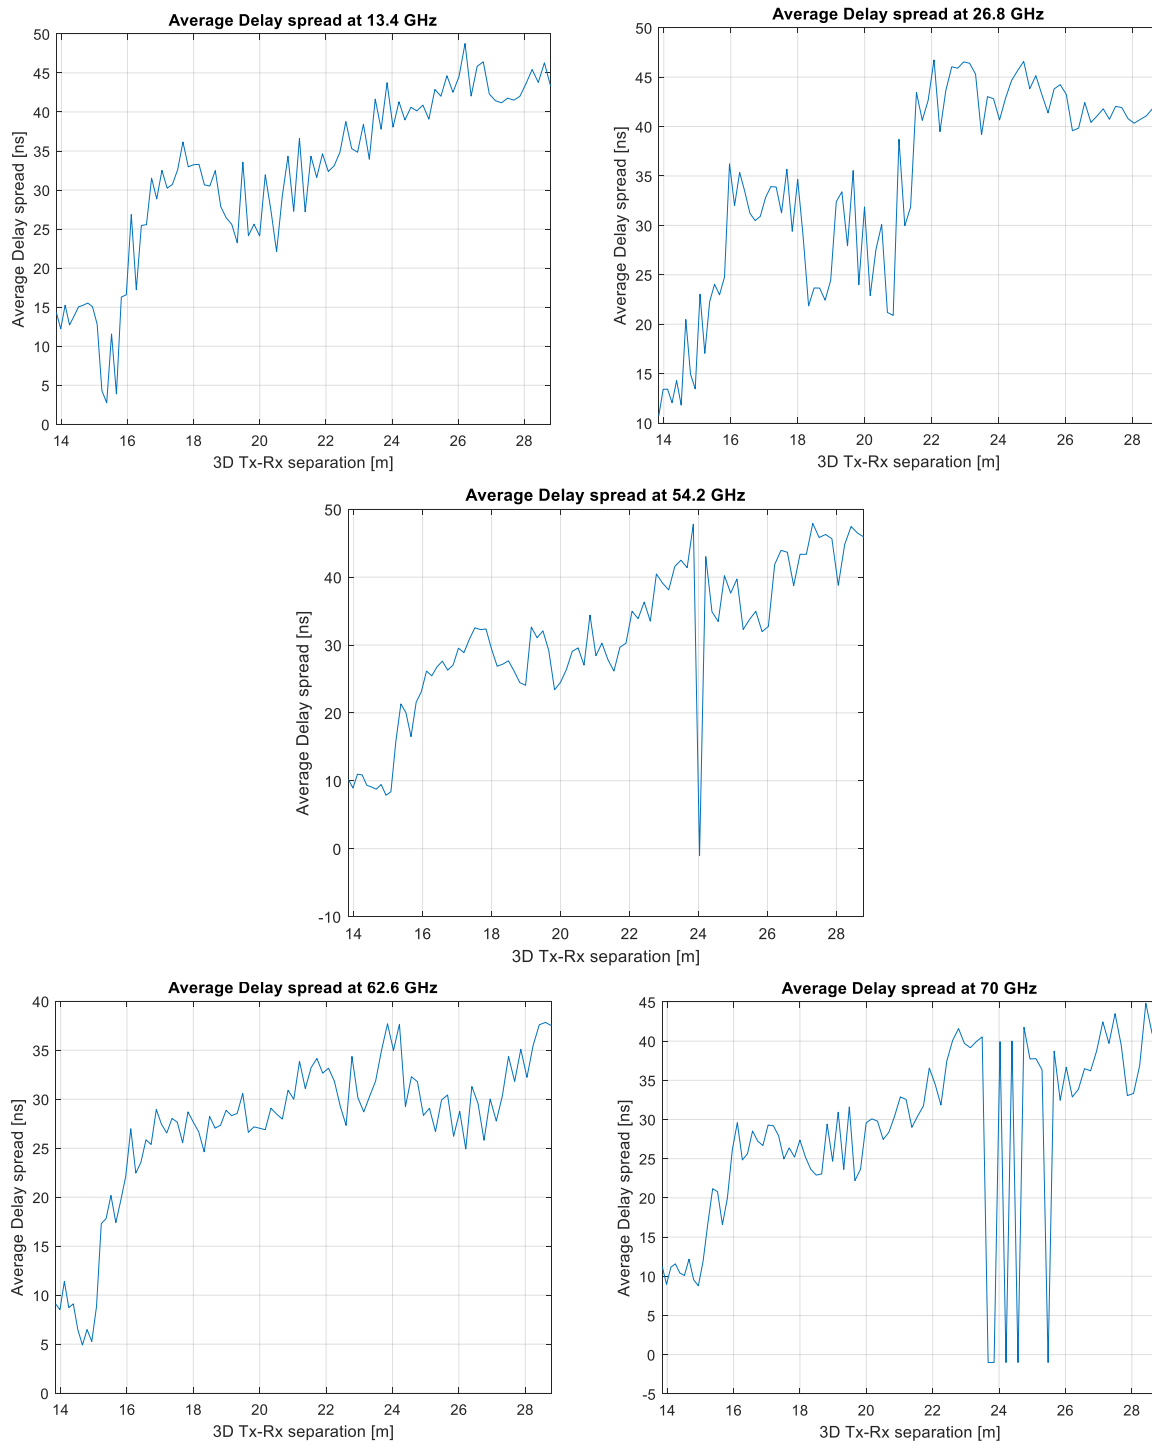 Average Delay spread at 13.4 GHz
Average Delay spread [ns]
50
45
40
35
30
25
20
15
10
5
0
14 16 18 20 22 24 26 28
3D Tx-Rx separation [m]
Average Delay spread at 26.8 GHz
Average Delay spread [ns]
50
45
40
35
30
25
20
15
10
14 16 18 20 22 24 26 28
3D Tx-Rx separation [m]
Average Delay spread at 54.2 GHz
Average Delay spread [ns]
50
40
30
20
10
0
-10
14 16 18 20 22 24 26 28
3D Tx-Rx separation [m]
Average Delay spread at 62.6 GHz
Average Delay spread [ns]
40
35
30
25
20
15
10
5
0
14 16 18 20 22 24 26 28
3D Tx-Rx separation [m]
Average Delay spread at 70 GHz
Average Delay spread [ns]
45
40
35
30
25
20
15
10
5
0
-5
14 16 18 20 22 24 26 28
3D Tx-Rx separation [m]